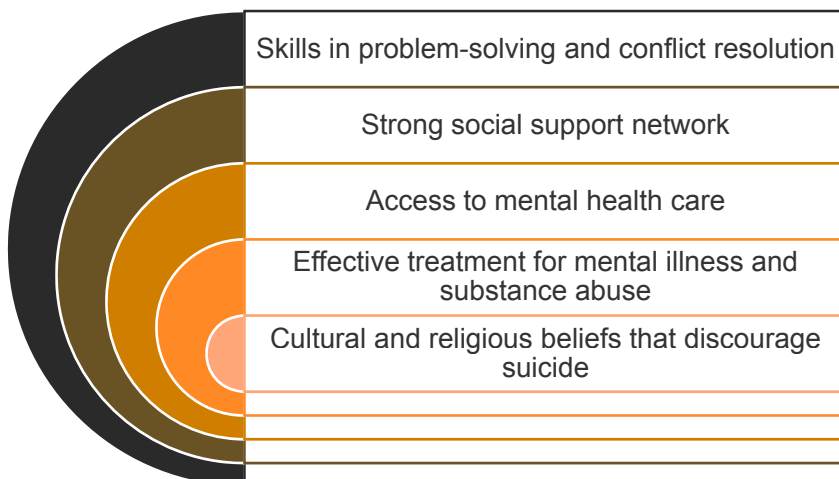 Skills in problem-solving and conflict resolution
Strong social support network
Access to mental health care
Effective treatment for mental illness and
substance abuse
Cultural and religious beliefs that discourage
suicide